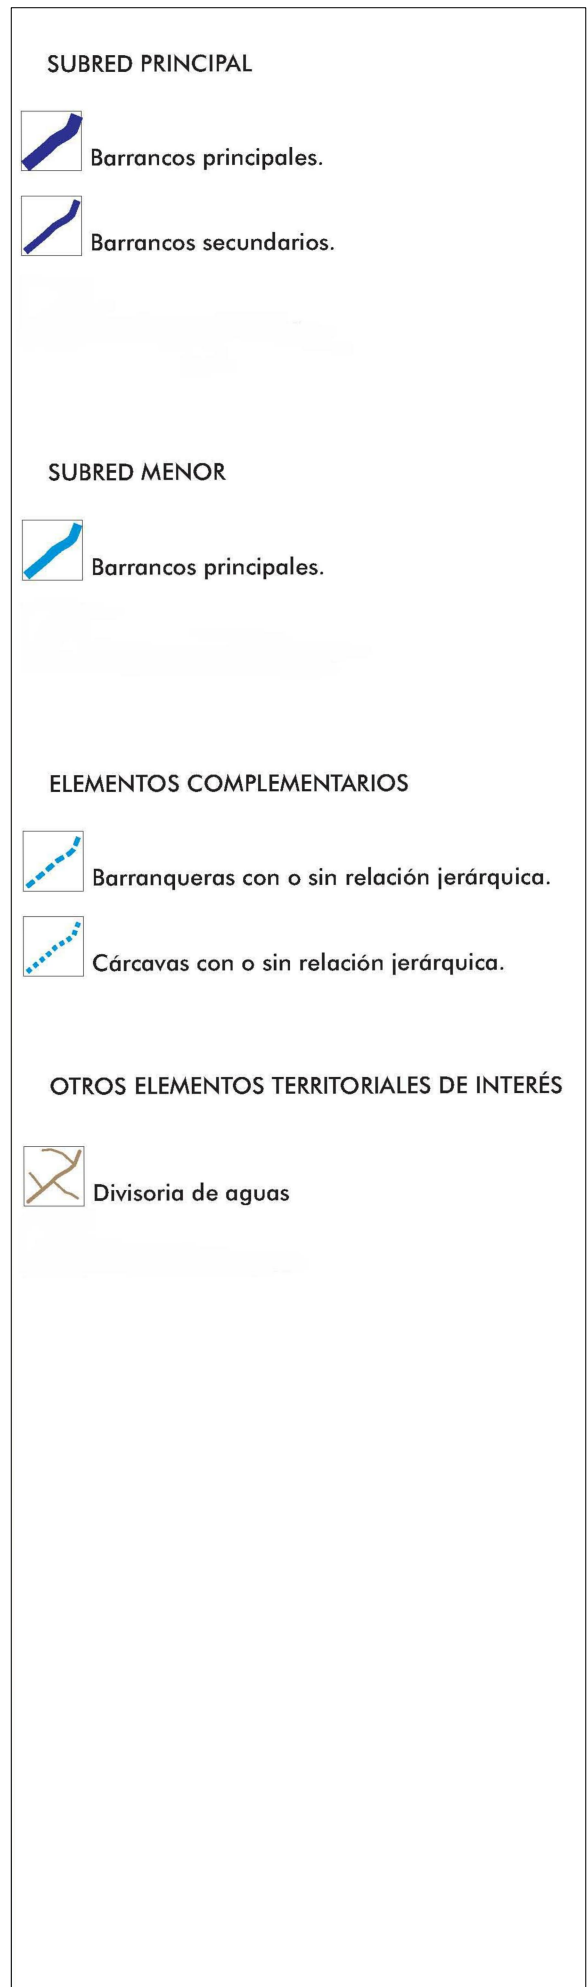 SUBRED PRINCIPAL
Barrancos principales.
Barrancos secundarios.
SUBRED MENOR
Barrancos principales.
ELEMENTOS COMPLEMENTARIOS
Barranqueras con o sin relación jerárquica.
Cárcavas con o sin relación jerárquica.
OTROS ELEMENTOS TERRITORIALES DE INTERÉS
Divisoria de aguas